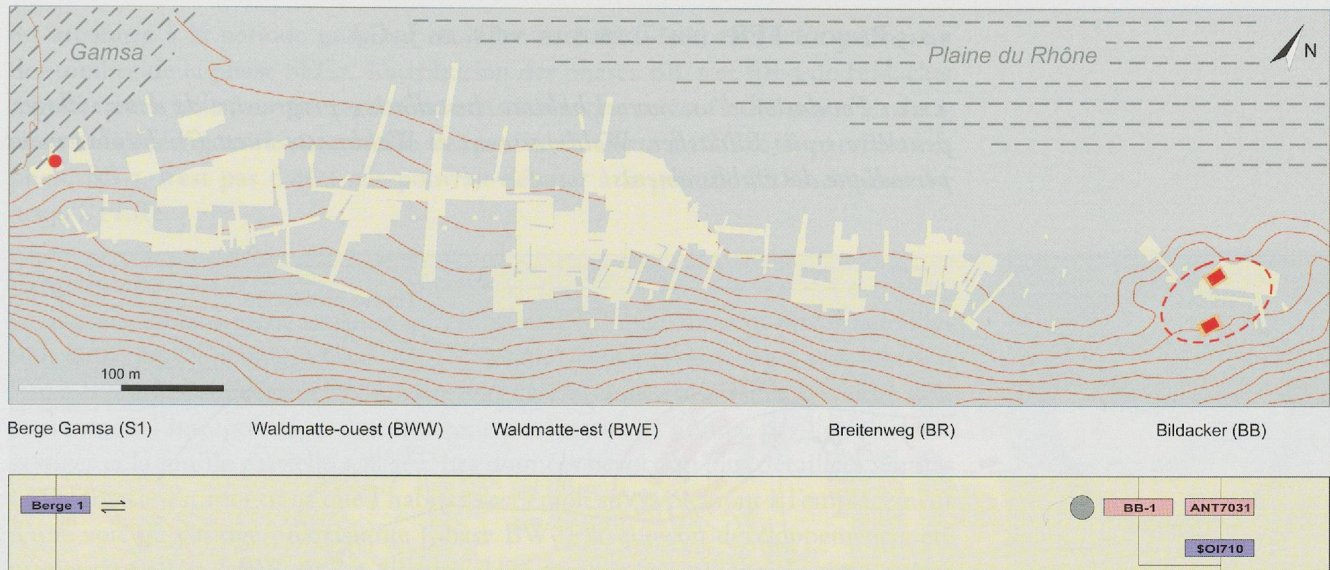 Gamsa
Plaine du Rhône
N
100 m
Berge Gamsa (S1)
Waldmatte-ouest (BWW)
Waldmatte-est (BWE)
Breitenweg (BR)
Bildacker (BB)
Berge 1
BB-1
ANT7031
$OI710